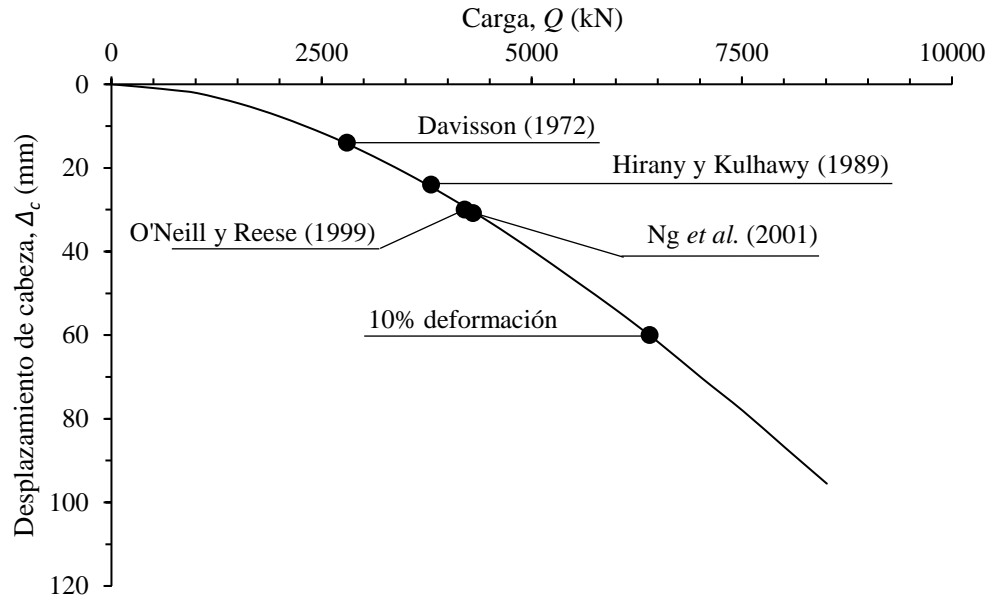 Carga, Q (kN)
0 2500 5000 7500 10000
0
20
40
60
80
100
120
Desplazamiento de cabeza, Δc (mm)
Davisson (1972)
Hirany y Kulhawy (1989)
O'Neill y Reese (1999)
Ng et al. (2001)
10% deformación